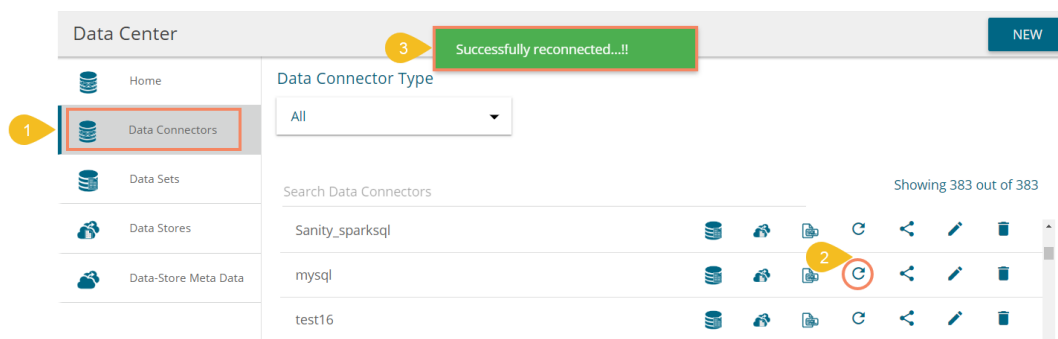 Data Center
3
Successfully reconnected...!!
NEW
Home
Data Connector Type
1
Data Connectors
All
Data Sets
Search Data Connectors
Showing 383 out of 383
Data Stores
Sanity_sparksql
2
Data-Store Meta Data
mysql
test16